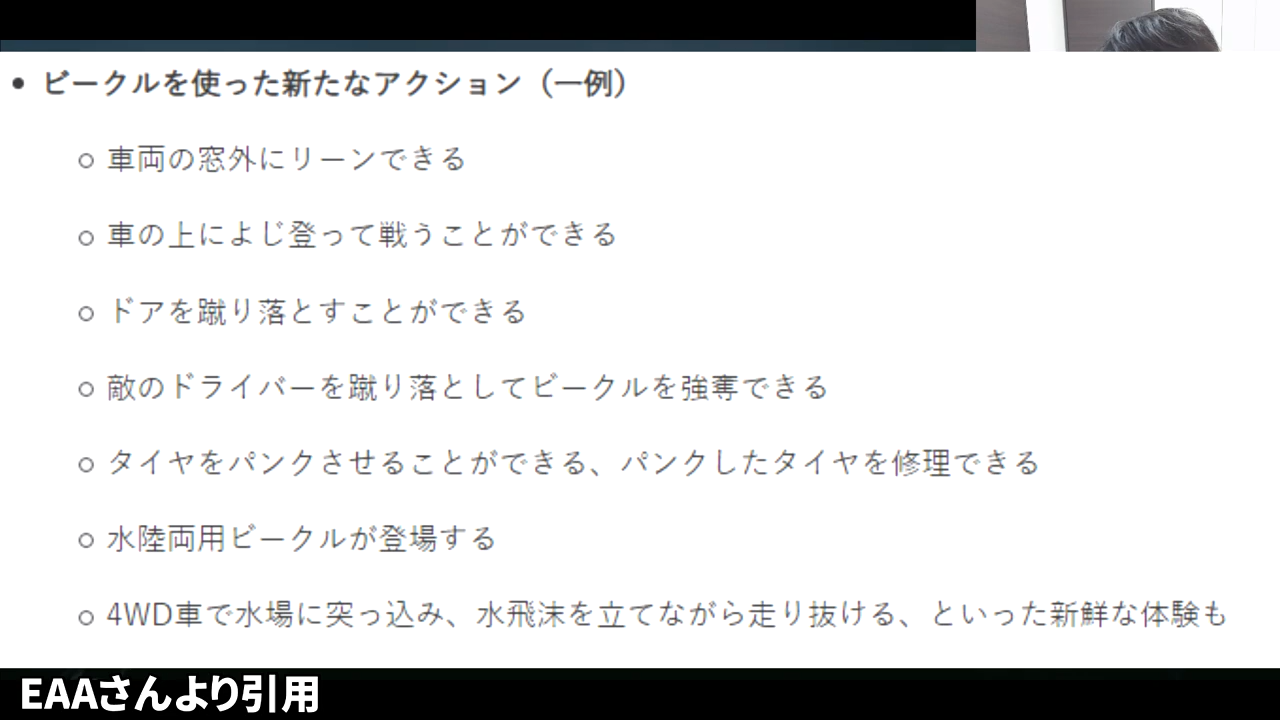 • ビークルを使った新たなアクション（一例）
○ 車両の窓外にリーンできる
○ 車の上によじ登って戦うことができる
○ ドアを蹴り落とすことができる
○ 敵のドライバーを蹴り落としてビークルを強奪できる
○ タイヤをパンクさせることができる、パンクしたタイヤを修理できる
○ 水陸両用ビークルが登場する
○ 4WD車で水場に突っ込み、水飛沫を立てながら走り抜ける、といった新鮮な体験も
EAAさんより引用